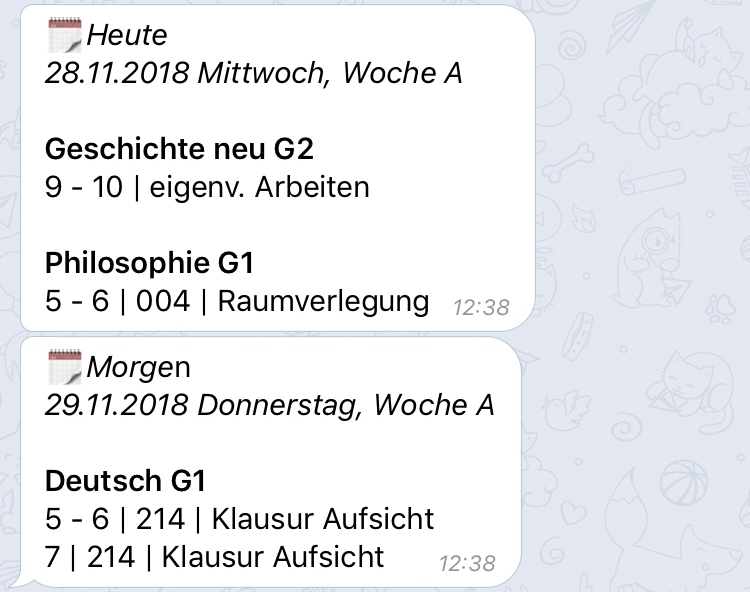 Heute
28.11.2018 Mittwoch, Woche A
Geschichte neu G2
9 - 10 | eigenv. Arbeiten
Philosophie G1
5 - 6 | 004 | Raumverlegung
12:38
Morgen
29.11.2018 Donnerstag, Woche A
Deutsch G1
5 - 6 | 214 | Klausur Aufsicht
7 | 214 | Klausur Aufsicht
12:38